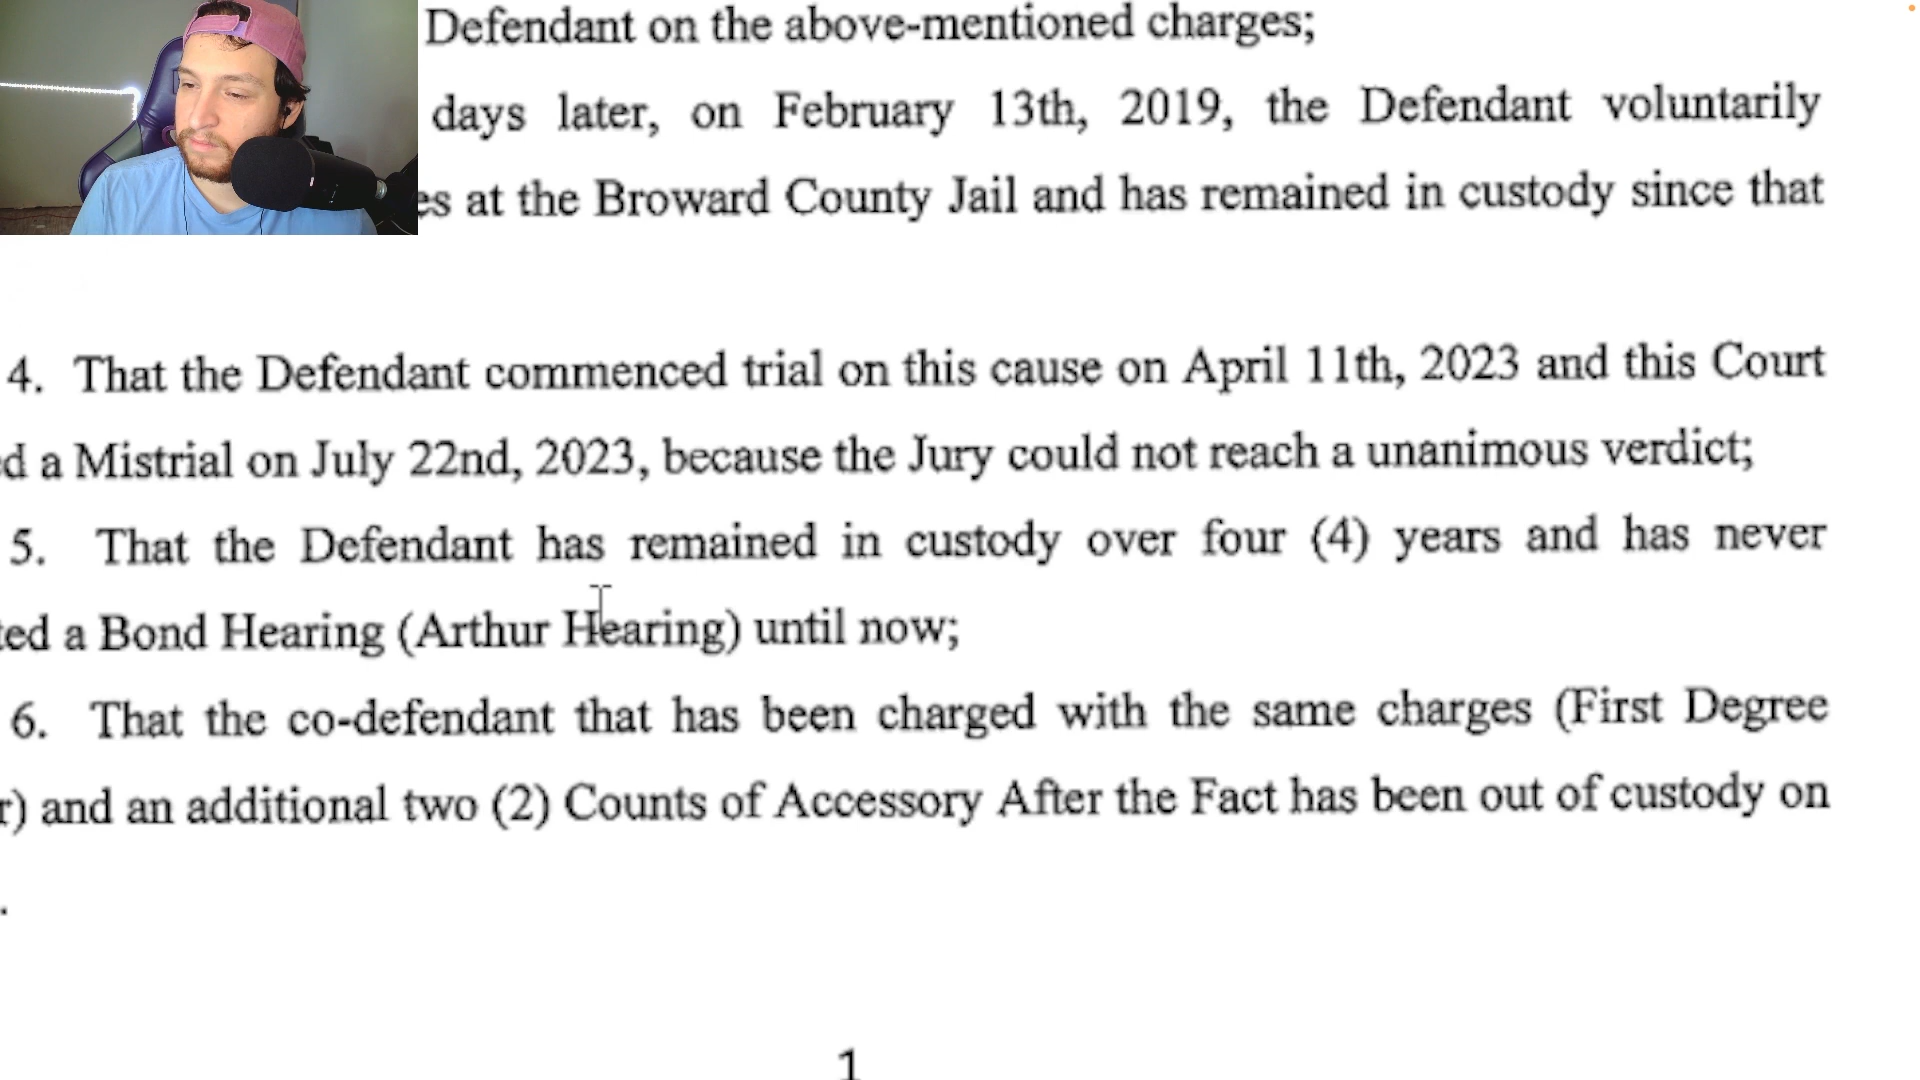 Defendant on the above-mentioned charges;
days later, on February 13th, 2019, the Defendant voluntarily
es at the Broward County Jail and has remained in custody since that
4. That the Defendant commenced trial on this cause on April 11th, 2023 and this Court
d a Mistrial on July 22nd, 2023, because the Jury could not reach a unanimous verdict;
5. That the Defendant has remained in custody over four (4) years and has never
ted a Bond Hearing (Arthur Hearing) until now;
6. That the co-defendant that has been charged with the same charges (First Degree
r) and an additional two (2) Counts of Accessory After the Fact has been out of custody on
.
1